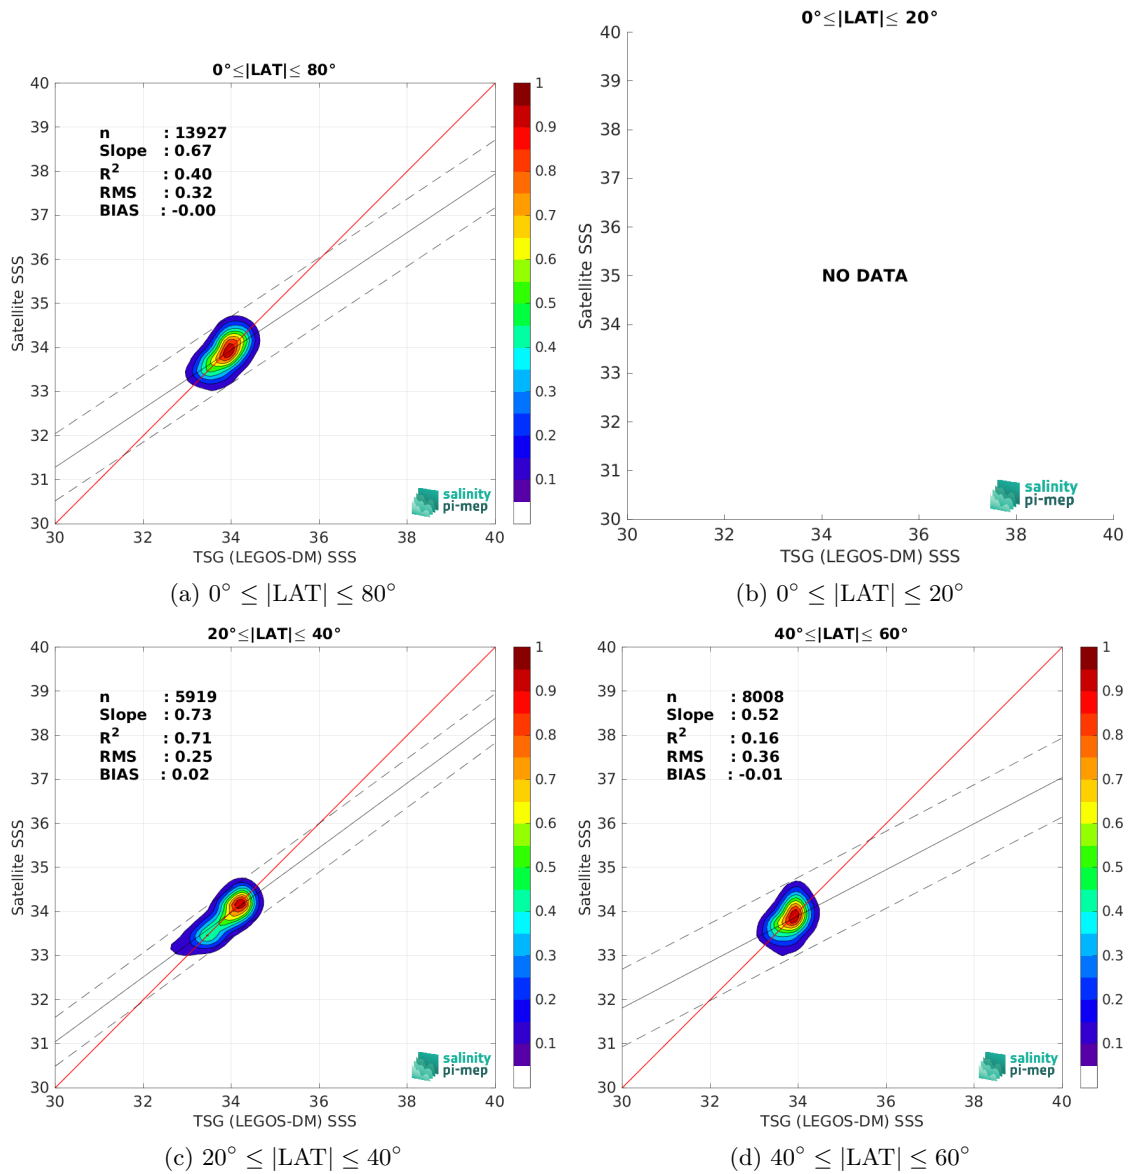 0°≤|LAT|≤ 80°
40
39
38
37
36
35
34
33
32
31
30
Satellite SSS
n : 13927
Slope : 0.67
R² : 0.40
RMS : 0.32
BIAS : -0.00
salinity
pi-mep
30 32 34 36 38 40
TSG (LEGOS-DM) SSS
1
0.9
0.8
0.7
0.6
0.5
0.4
0.3
0.2
0.1
(a) 0° ≤ |LAT| ≤ 80°
0°≤|LAT|≤ 20°
40
39
38
37
36
35
34
33
32
31
30
Satellite SSS
NO DATA
salinity
pi-mep
30 32 34 36 38 40
TSG (LEGOS-DM) SSS
(b) 0° ≤ |LAT| ≤ 20°
20°≤|LAT|≤ 40°
40
39
38
37
36
35
34
33
32
31
30
Satellite SSS
n : 5919
Slope : 0.73
R² : 0.71
RMS : 0.25
BIAS : 0.02
salinity
pi-mep
30 32 34 36 38 40
TSG (LEGOS-DM) SSS
1
0.9
0.8
0.7
0.6
0.5
0.4
0.3
0.2
0.1
(c) 20° ≤ |LAT| ≤ 40°
40°≤|LAT|≤ 60°
40
39
38
37
36
35
34
33
32
31
30
Satellite SSS
n : 8008
Slope : 0.52
R² : 0.16
RMS : 0.36
BIAS : -0.01
salinity
pi-mep
30 32 34 36 38 40
TSG (LEGOS-DM) SSS
1
0.9
0.8
0.7
0.6
0.5
0.4
0.3
0.2
0.1
(d) 40° ≤ |LAT| ≤ 60°